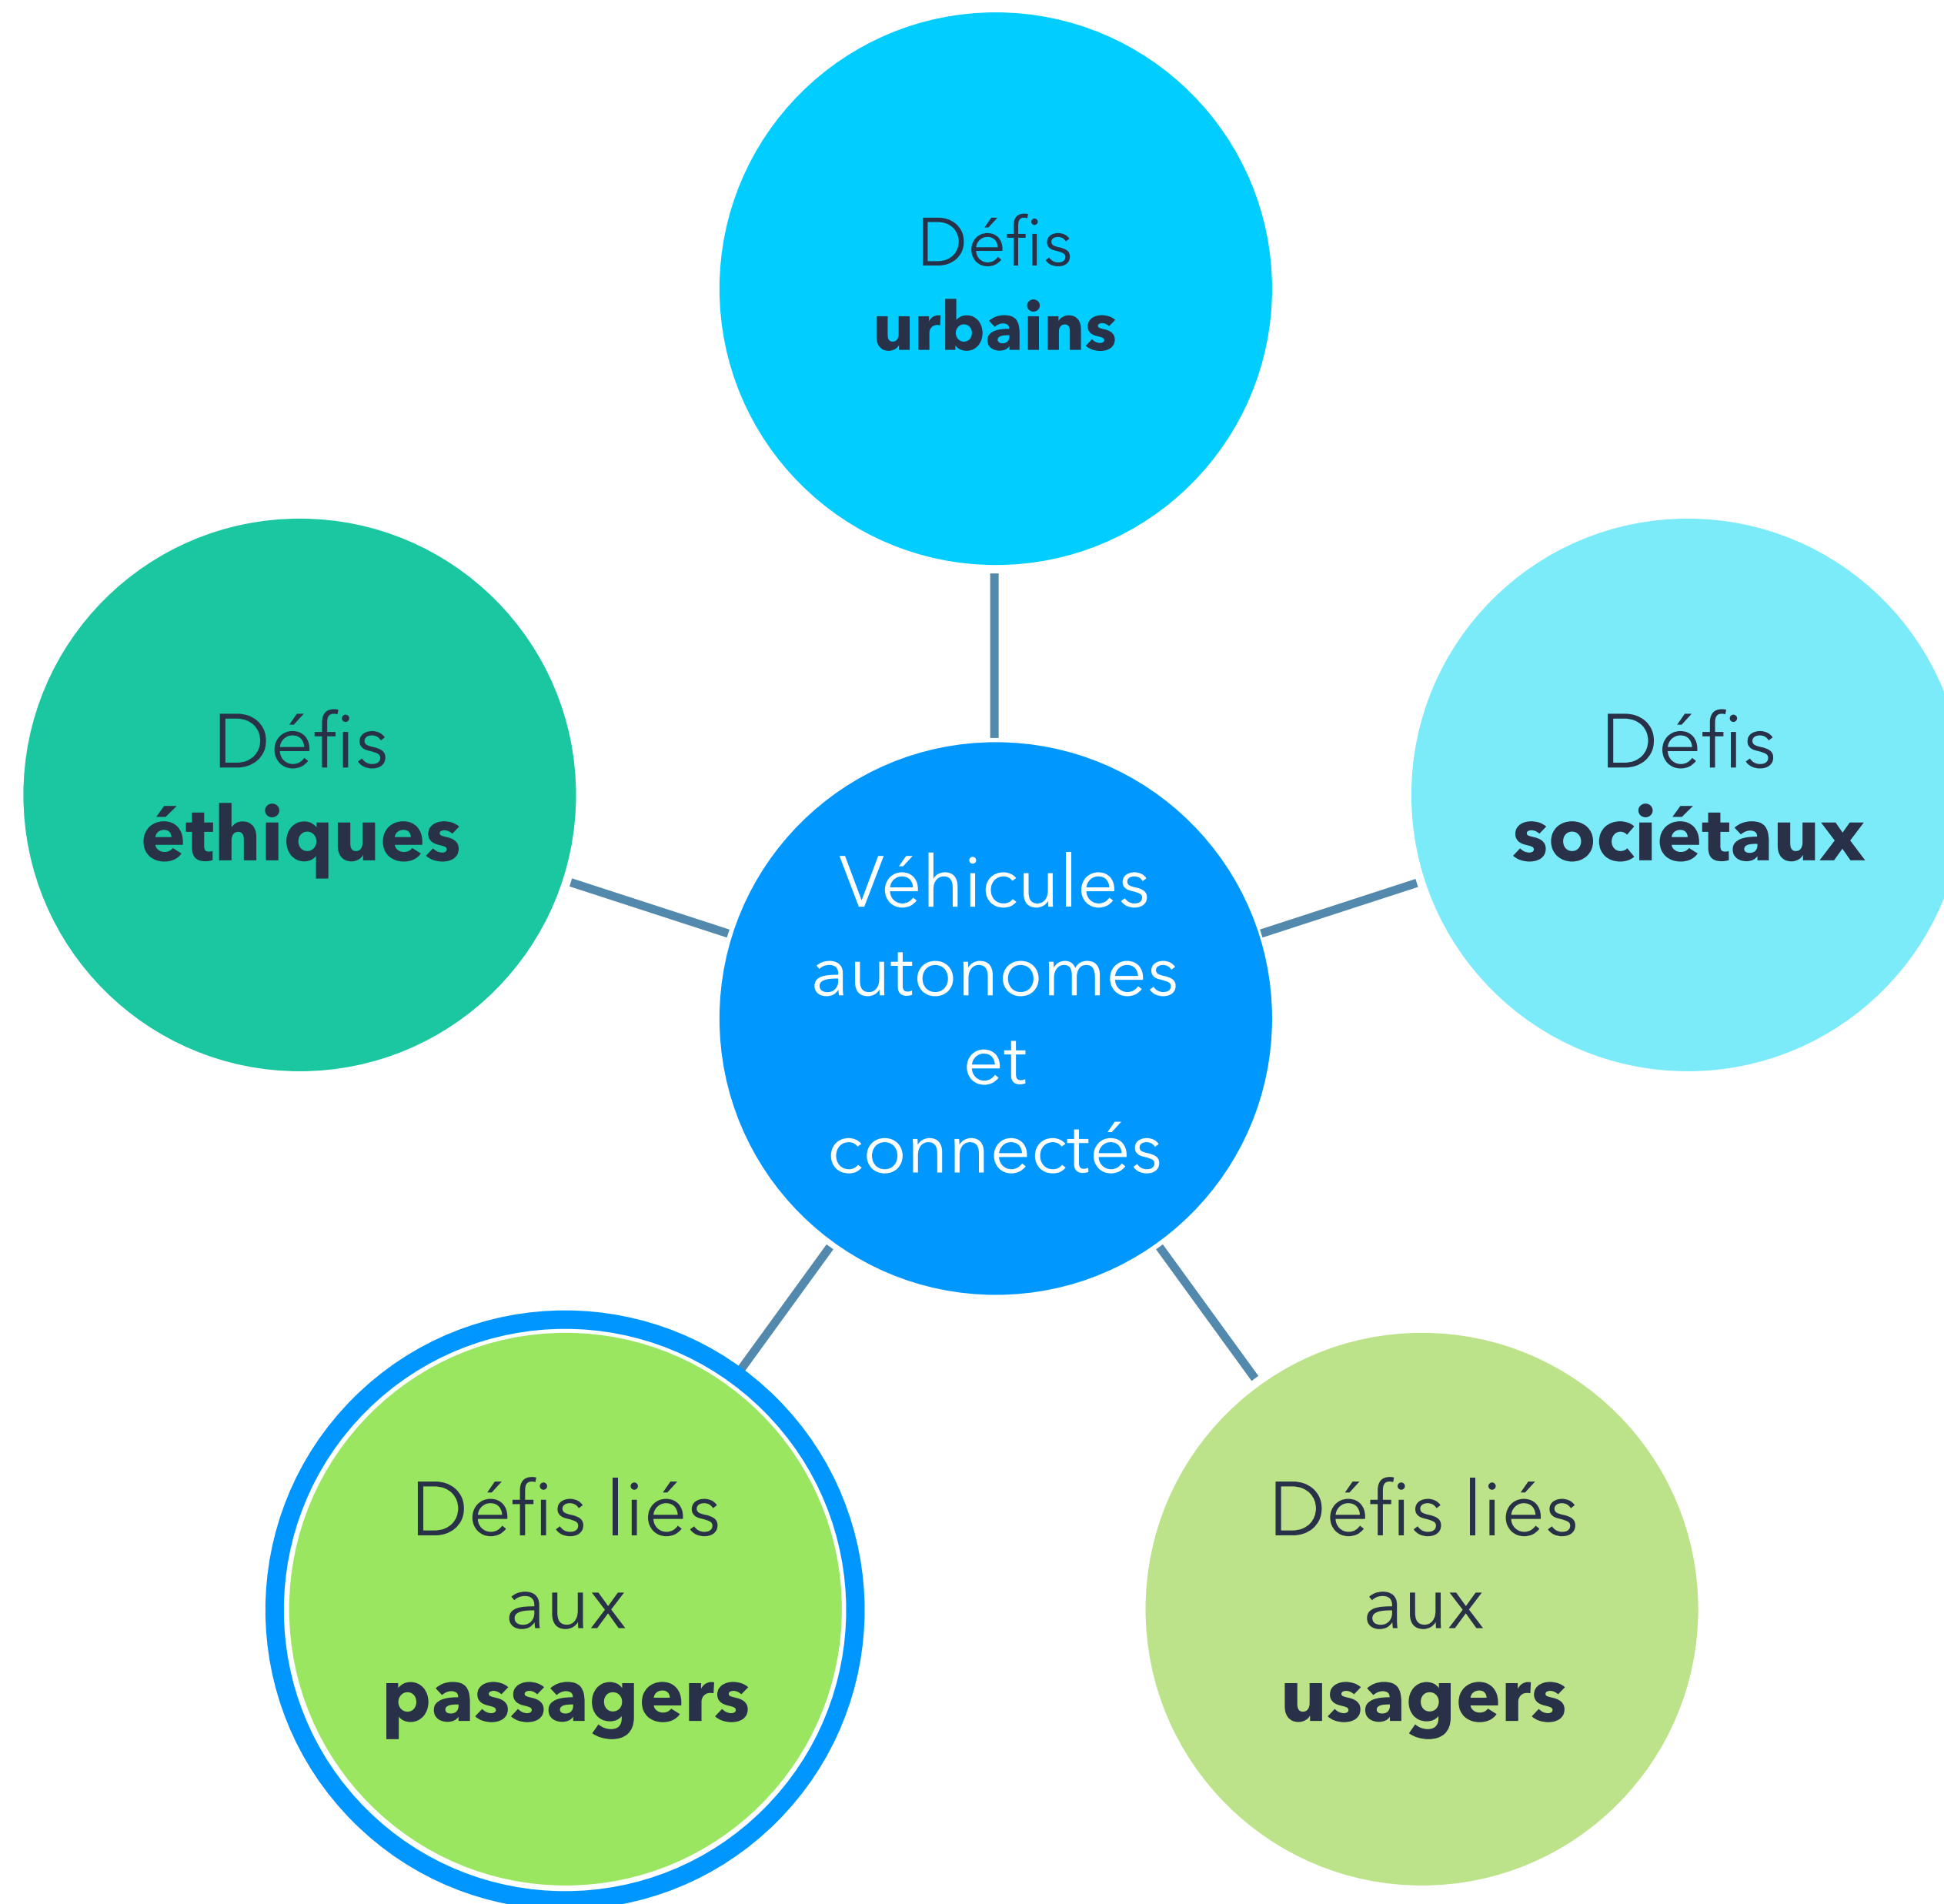 Défis
urbains
Défis
éthiques
Défis
sociétaux
Véhicules
autonomes
et
connectés
Défis liés
aux
passagers
Défis liés
aux
usagers